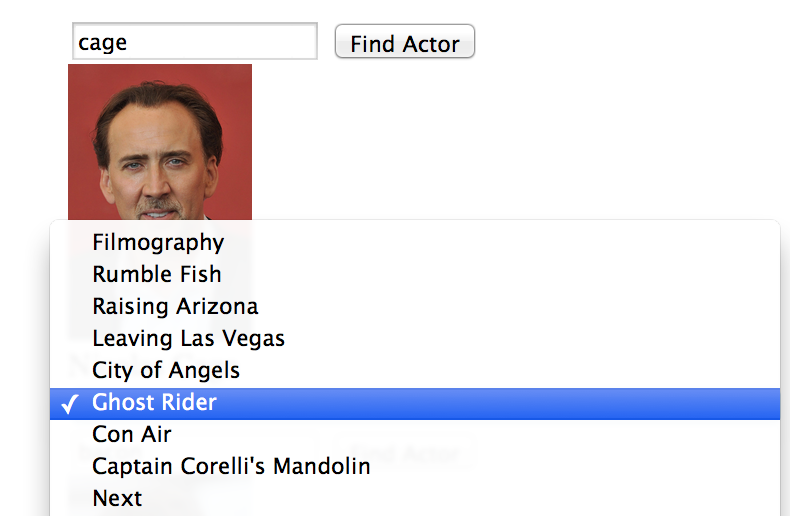 cage Find Actor
Filmography
Rumble Fish
Raising Arizona
Leaving Las Vegas
City of Angels
✓ Ghost Rider
Con Air
Captain Corelli's Mandolin
Next